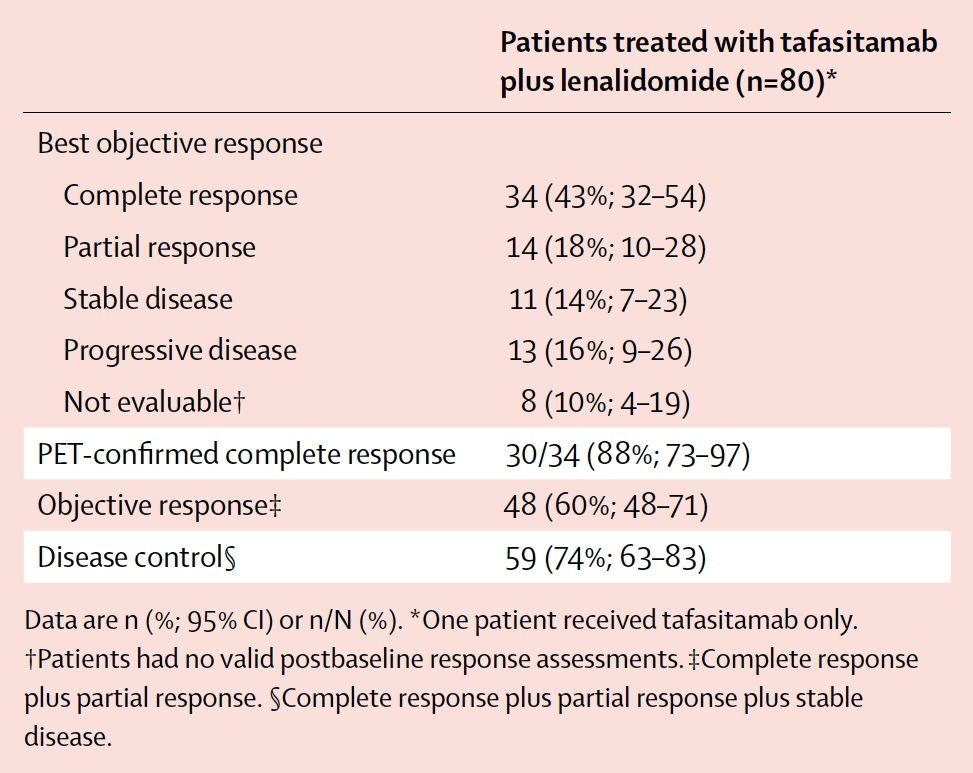 Patients treated with tafasitamab
plus lenalidomide (n=80)*
Best objective response
Complete response 34 (43%; 32–54)
Partial response 14 (18%; 10–28)
Stable disease 11 (14%; 7–23)
Progressive disease 13 (16%; 9–26)
Not evaluable† 8 (10%; 4–19)
PET-confirmed complete response 30/34 (88%; 73–97)
Objective response‡ 48 (60%; 48–71)
Disease control§ 59 (74%; 63–83)
Data are n (%; 95% CI) or n/N (%). *One patient received tafasitamab only.
†Patients had no valid postbaseline response assessments. ‡Complete response
plus partial response. §Complete response plus partial response plus stable
disease.